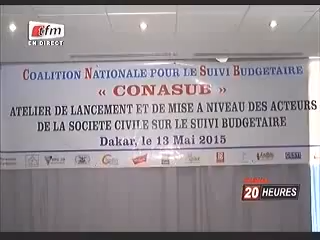 tfm
EN DIRECT
COALITION NATIONALE POUR LE SUIVI BUDGETAIRE
« CONASUB »
ATELIER DE LANCEMENT ET DE MISE A NIVEAU DES ACTEURS
DE LA SOCIETE CIVILE SUR LE SUIVI BUDGETAIRE
Dakar, le 13 Mai 2015
20 HEURES